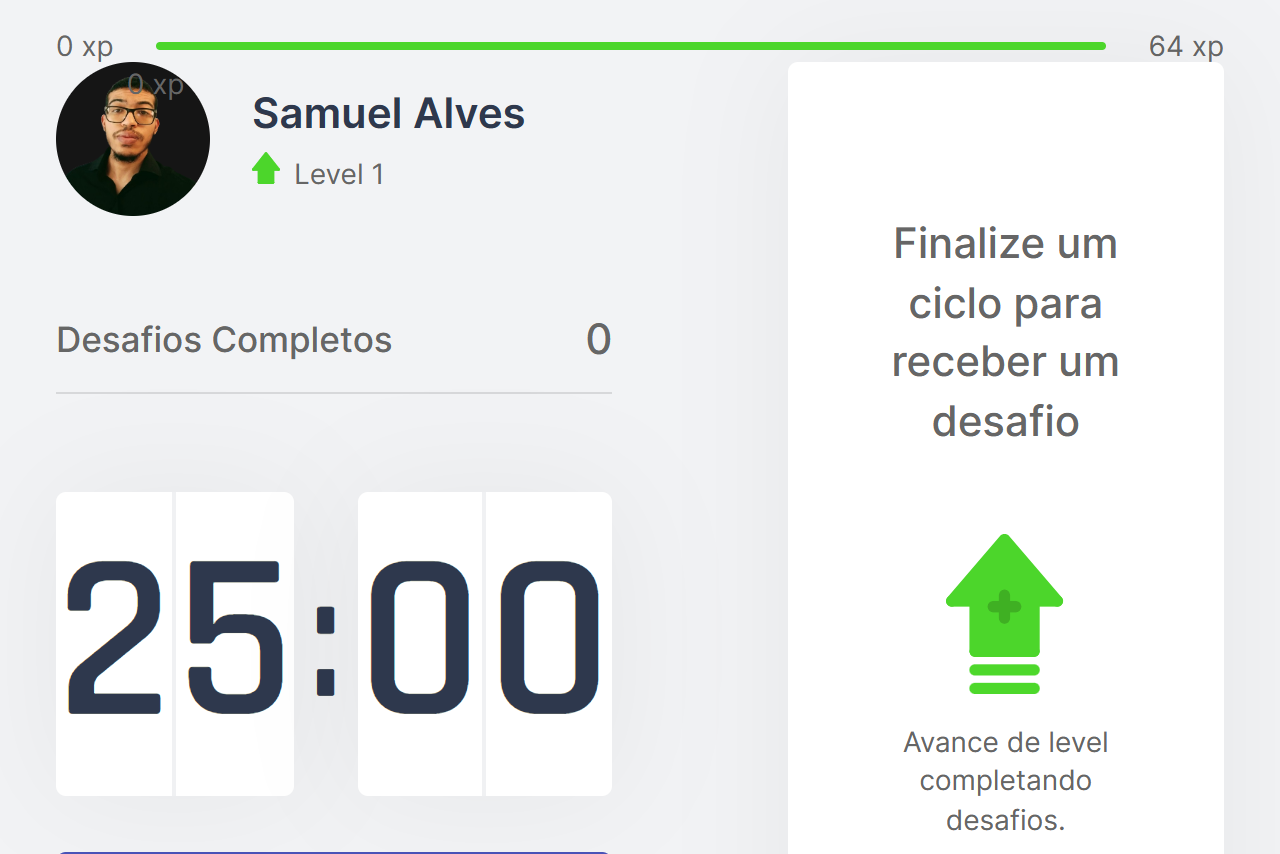 0 xp
64 xp
0 xp
Samuel Alves
Level 1
Desafios Completos
0
25:00
Finalize um
ciclo para
receber um
desafio
Avance de level
completando
desafios.